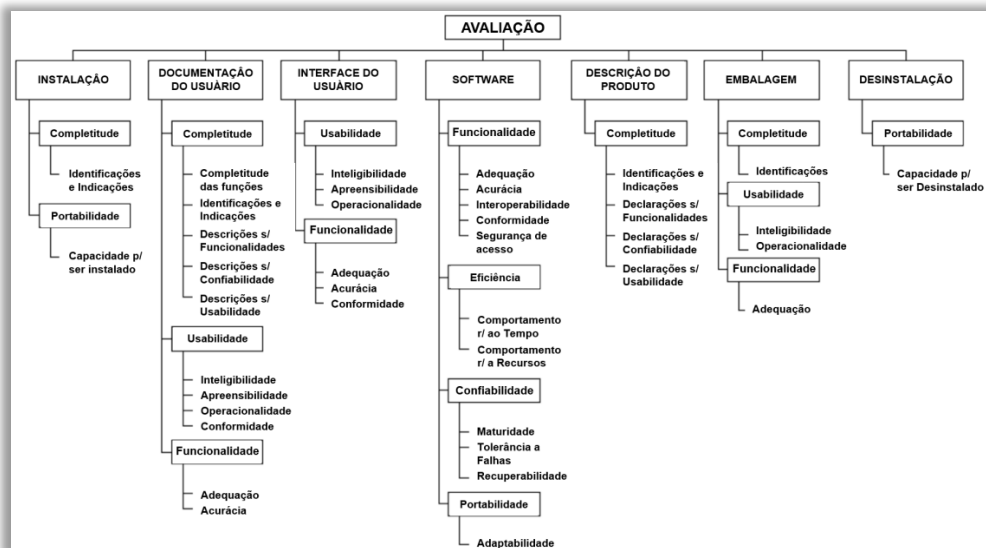 AVALIAÇÃO
INSTALAÇÃO
Completitude
Identificações
e Indicações
Portabilidade
Capacidade p/
ser instalado
DOCUMENTAÇÃO
DO USUÁRIO
Completitude
Completitude
das funções
Identificações e
Indicações
Descrições s/
Funcionalidades
Descrições s/
Confiabilidade
Descrições s/
Usabilidade
Usabilidade
Inteligibilidade
Apreensibilidade
Operacionalidade
Conformidade
Funcionalidade
Adequação
Acurácia
INTERFACE DO
USUÁRIO
Usabilidade
Inteligibilidade
Apreensibilidade
Operacionalidade
Funcionalidade
Adequação
Acurácia
Conformidade
SOFTWARE
Funcionalidade
Adequação
Acurácia
Interoperabilidade
Conformidade
Segurança de
acesso
Eficiência
Comportamento
r/ ao Tempo
Comportamento
r/ a Recursos
Confiabilidade
Maturidade
Tolerância a
Falhas
Recuperabilidade
Portabilidade
Adaptabilidade
DESCRIÇÃO DO
PRODUTO
Completitude
Identificações e
Indicações
Declarações s/
Funcionalidades
Declarações s/
Confiabilidade
Declarações s/
Usabilidade
EMBALAGEM
Completitude
Identificações
Usabilidade
Inteligibilidade
Operacionalidade
Funcionalidade
Adequação
DESINSTALAÇÃO
Portabilidade
Capacidade p/
ser Desinstalado